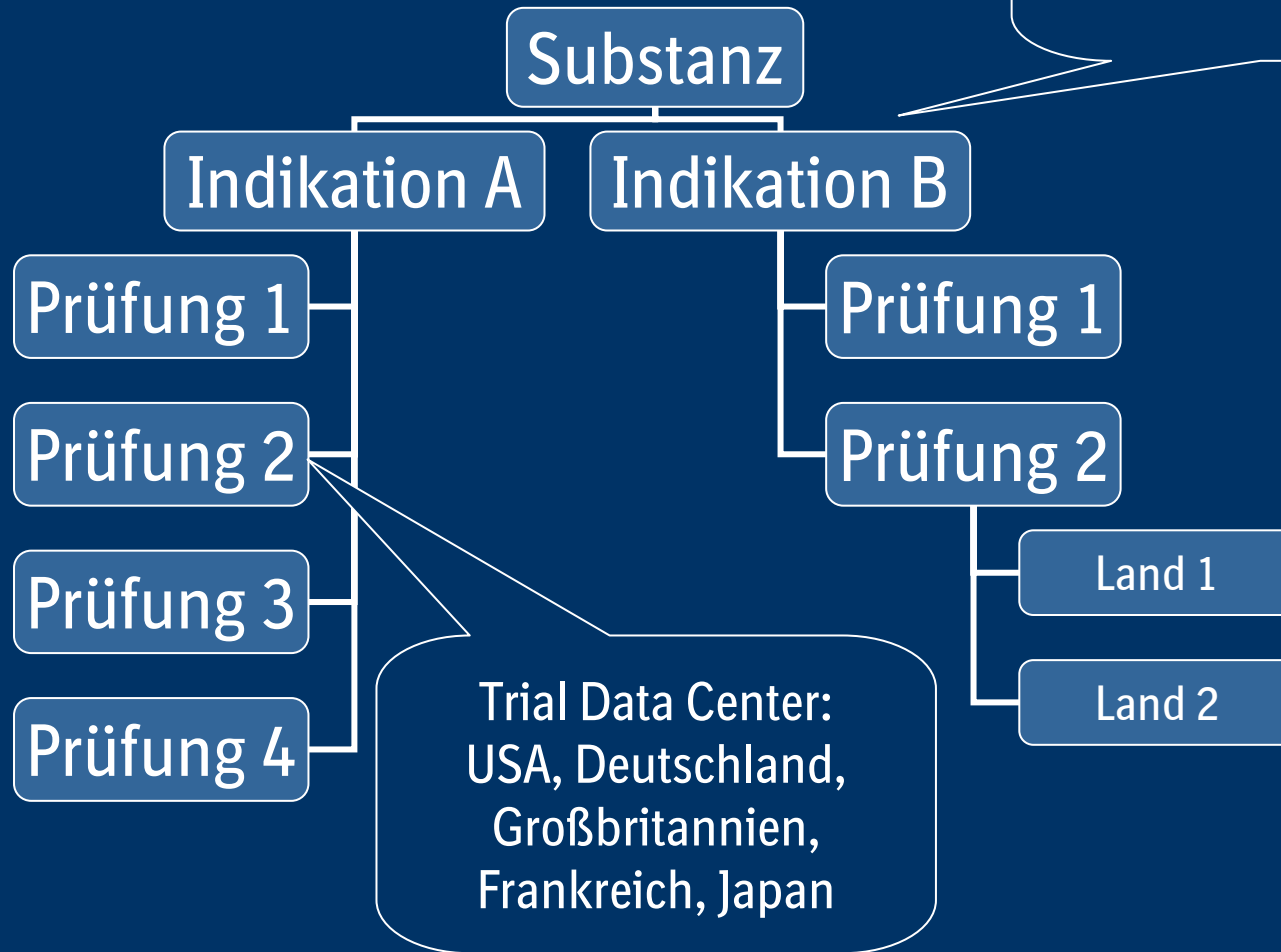 Substanz
Indikation A
Indikation B
Prüfung 1
Prüfung 2
Prüfung 3
Prüfung 4
Prüfung 1
Prüfung 2
Land 1
Land 2
Trial Data Center:
USA, Deutschland,
Großbritannien,
Frankreich, Japan